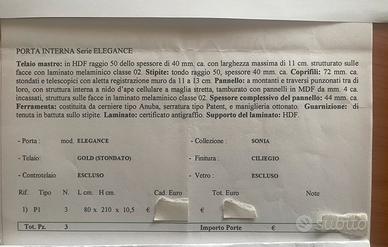 PORTA INTERNA Serie ELEGANCE
Telaio mastro: in HDF raggio 50 dello spessore di 40 mm. ca. con larghezza massima di 11 cm. strutturato sulle
facce con laminato melaminico classe 02. Stipite: tondo raggio 50, spessore 40 mm. ca. Coprifili: 72 mm. ca.
stondati e telescopici con aletta registrazione muro da 11 a 13 cm. Pannello: a montanti e traversi punzonati tra di
loro, con struttura interna a nido d'ape cellulare a maglia stretta, tamburato con pannelli in MDF da mm. 4 ca.
incassati, strutturato sulle facce in laminato melaminico classe 02. Spessore complessivo del pannello: 44 mm. ca.
Ferramenta: costituita da cerniere tipo Anuba, serratura tipo Patent, e maniglieria ottonato. Guarnizione: di
tenuta in battuta sullo stipite. Laminato: certificato antigraffio. Supporto del laminato: HDF.
- Porta : mod. ELEGANCE - Collezione : SONIA
- Telaio : GOLD (STONDATO) - Finitura : CILIEGIO
- Controtelaio : ESCLUSO - Vetro : ESCLUSO
Rif. Tipo N. L cm. H cm. Cad. Euro Tot. Euro Note
1) P1 3 80 x 210 x 10,5 € €
Tot. Pz. 3 Importo Porte €
subito